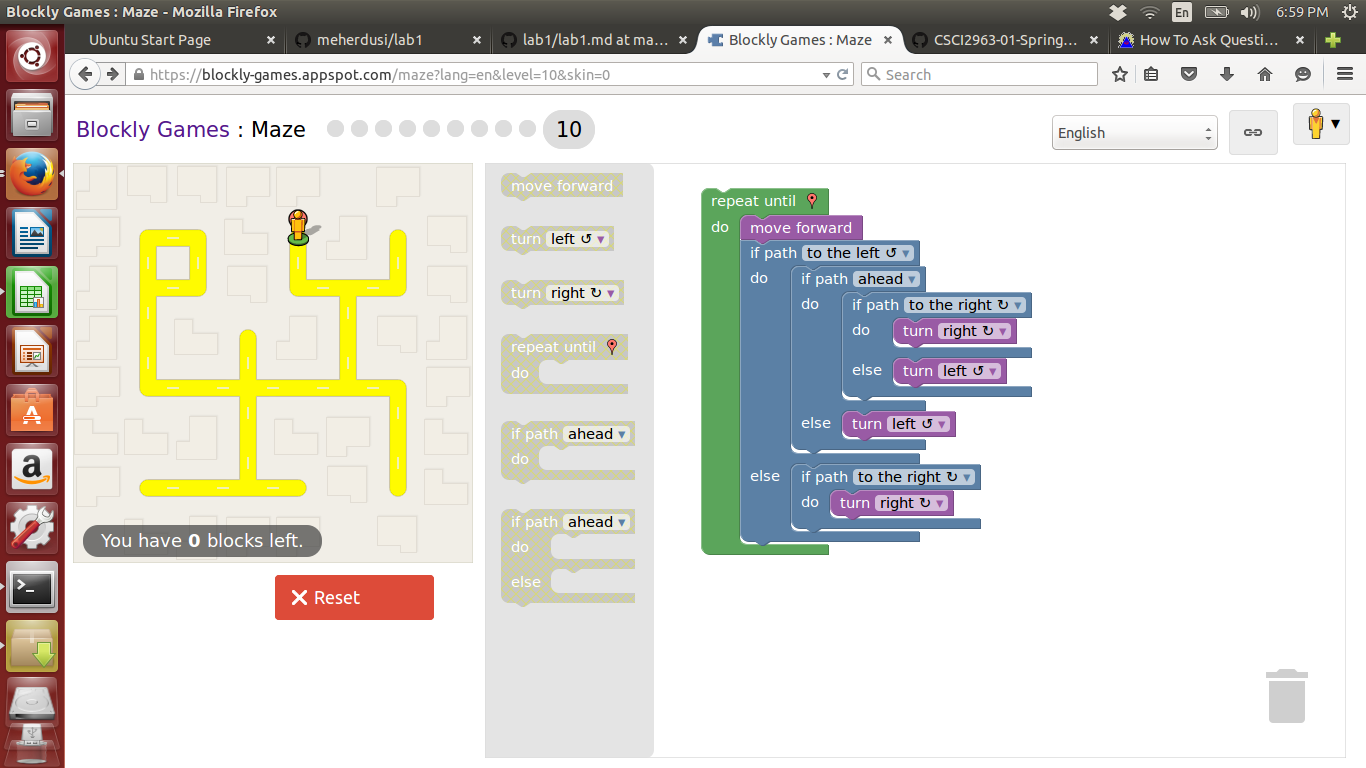 Blockly Games : Maze - Mozilla Firefox
En
6:59 PM
Ubuntu Start Page
meherdusi/lab1
lab1/lab1.md at ma...
Blockly Games : Maze
CSCI2963-01-Spring...
How To Ask Questi...
https://blockly-games.appspot.com/maze?lang=en&level=10&skin=0
Search
Blockly Games : Maze
10
English
move forward
turn left ↺ ▾
turn right ↻ ▾
repeat until
do
if path ahead ▾
do
if path ahead ▾
do
else
repeat until
do
move forward
if path to the left ↺ ▾
do
if path ahead ▾
do
if path to the right ↻ ▾
do
turn right ↻ ▾
else
turn left ↺ ▾
else
turn left ↺ ▾
else
if path to the right ↻ ▾
do
turn right ↻ ▾
You have 0 blocks left.
Reset